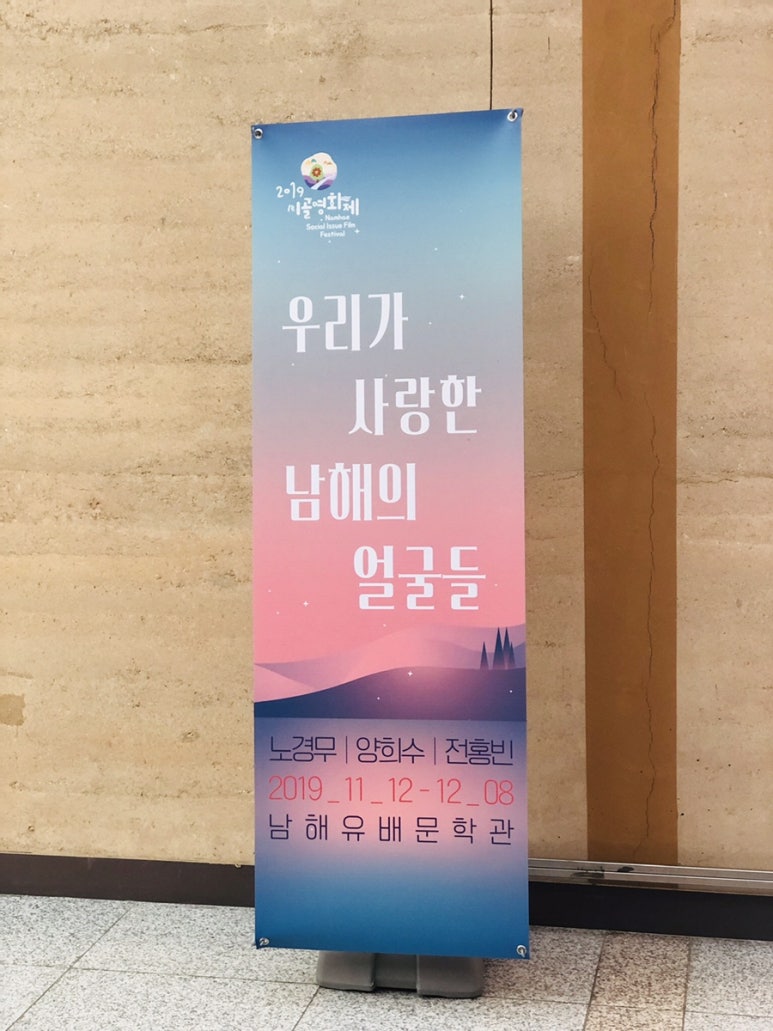 2019
시골영화제
Namhae
Social Issue Film
Festival
우리가
사랑한
남해의
얼굴들
노경무 | 양희수 | 전홍빈
2019_11_12-12_08
남해유배문학관